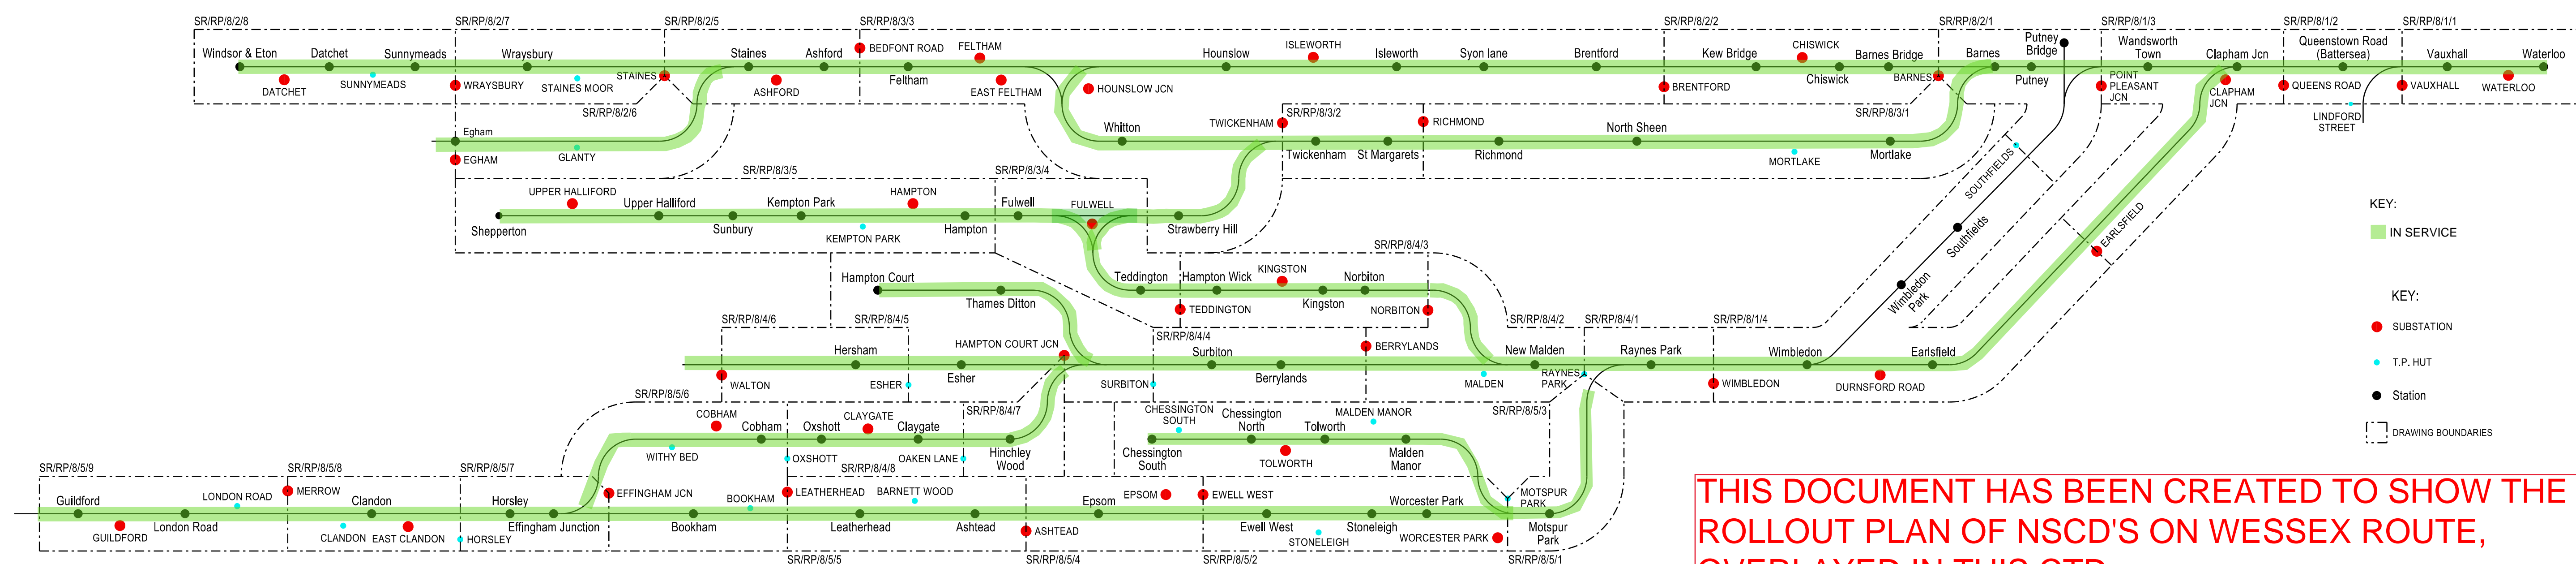 SR/RP/8/2/8
SR/RP/8/2/7
SR/RP/8/2/5
SR/RP/8/3/3
SR/RP/8/2/2
SR/RP/8/2/1
SR/RP/8/1/3
SR/RP/8/1/2
SR/RP/8/1/1
Windsor & Eton
Datchet
Sunnymeads
Wraysbury
Staines
Ashford
BEDFONT ROAD
FELTHAM
Hounslow
ISLEWORTH
Isleworth
Syon lane
Brentford
Kew Bridge
CHISWICK
Barnes Bridge
Barnes
Putney
Bridge
Wandsworth
Town
Clapham Jcn
Queenstown Road
(Battersea)
Vauxhall
Waterloo
DATCHET
SUNNYMEADS
WRAYSBURY
STAINES MOOR
STAINES
ASHFORD
Feltham
EAST FELTHAM
HOUNSLOW JCN
BRENTFORD
Chiswick
BARNES
Putney
POINT
PLEASANT
JCN
CLAPHAM
JCN
QUEENS ROAD
VAUXHALL
WATERLOO
LINDFORD
STREET
SR/RP/8/2/6
SR/RP/8/3/2
SR/RP/8/3/1
Egham
EGHAM
GLANTY
Whitton
TWICKENHAM
RICHMOND
Twickenham
St Margarets
Richmond
North Sheen
MORTLAKE
Mortlake
SOUTHFIELDS
SR/RP/8/3/5
SR/RP/8/3/4
UPPER HALLIFORD
Upper Halliford
Kempton Park
HAMPTON
Fulwell
FULWELL
Shepperton
Sunbury
KEMPTON PARK
Hampton
Strawberry Hill
Southfields
EARLSFIELD
KEY:
IN SERVICE
SR/RP/8/4/3
Hampton Court
Thames Ditton
Teddington
Hampton Wick
KINGSTON
Norbiton
Kingston
TEDDINGTON
NORBITON
Wimbledon
Park
KEY:
SUBSTATION
T.P. HUT
Station
DRAWING BOUNDARIES
SR/RP/8/4/6
SR/RP/8/4/5
SR/RP/8/4/4
SR/RP/8/4/2
SR/RP/8/4/1
SR/RP/8/1/4
Hersham
HAMPTON COURT JCN
Esher
Surbiton
BERRYLANDS
Berrylands
New Malden
Raynes Park
Wimbledon
Earlsfield
WALTON
ESHER
SURBITON
MALDEN
RAYNES
PARK
WIMBLEDON
DURNSFORD ROAD
SR/RP/8/5/6
SR/RP/8/4/7
SR/RP/8/5/3
COBHAM
Cobham
Oxshott
CLAYGATE
Claygate
CHESSINGTON
SOUTH
Chessington
North
Tolworth
MALDEN MANOR
WITHY BED
OXSHOTT
OAKEN LANE
Hinchley
Wood
Chessington
South
TOLWORTH
Malden
Manor
SR/RP/8/5/9
SR/RP/8/5/8
SR/RP/8/5/7
SR/RP/8/4/8
Guildford
LONDON ROAD
MERROW
Clandon
Horsley
EFFINGHAM JCN
BOOKHAM
LEATHERHEAD
BARNETT WOOD
Epsom
EPSOM
EWELL WEST
Worcester Park
MOTSPUR
PARK
GUILDFORD
London Road
CLANDON
EAST CLANDON
HORSLEY
Effingham Junction
Bookham
Leatherhead
Ashtead
ASHTEAD
Ewell West
STONELEIGH
Stoneleigh
WORCESTER PARK
Motspur
Park
SR/RP/8/5/5
SR/RP/8/5/4
SR/RP/8/5/2
SR/RP/8/5/1
THIS DOCUMENT HAS BEEN CREATED TO SHOW THE
ROLLOUT PLAN OF NSCD'S ON WESSEX ROUTE,
OVERLAYED IN THIS